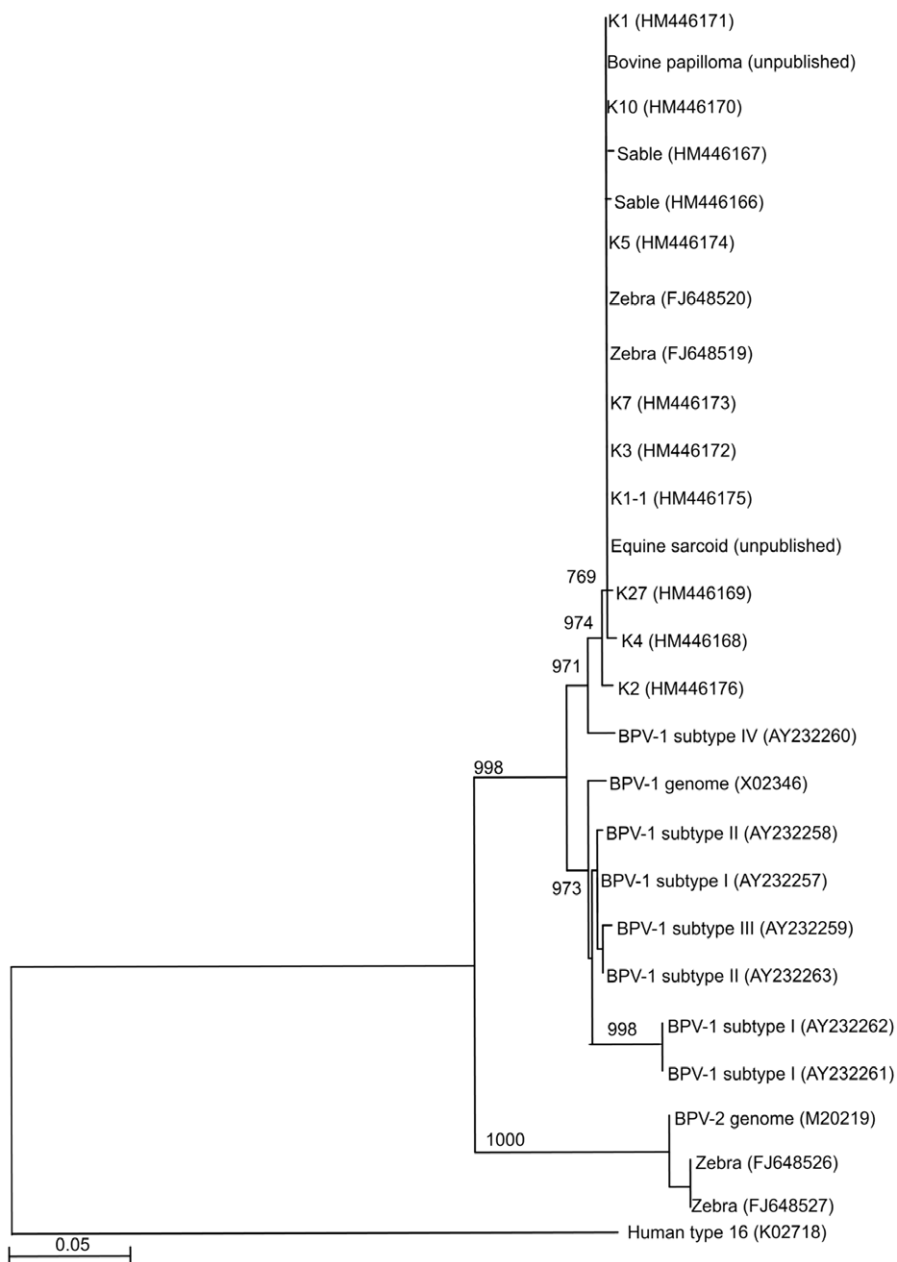 K1 (HM446171)
Bovine papilloma (unpublished)
K10 (HM446170)
Sable (HM446167)
Sable (HM446166)
K5 (HM446174)
Zebra (FJ648520)
Zebra (FJ648519)
K7 (HM446173)
K3 (HM446172)
K1-1 (HM446175)
Equine sarcoid (unpublished)
769
K27 (HM446169)
974
K4 (HM446168)
971
K2 (HM446176)
BPV-1 subtype IV (AY232260)
998
BPV-1 genome (X02346)
BPV-1 subtype II (AY232258)
BPV-1 subtype I (AY232257)
973
BPV-1 subtype III (AY232259)
BPV-1 subtype II (AY232263)
998
BPV-1 subtype I (AY232262)
BPV-1 subtype I (AY232261)
BPV-2 genome (M20219)
1000
Zebra (FJ648526)
Zebra (FJ648527)
Human type 16 (K02718)
0.05